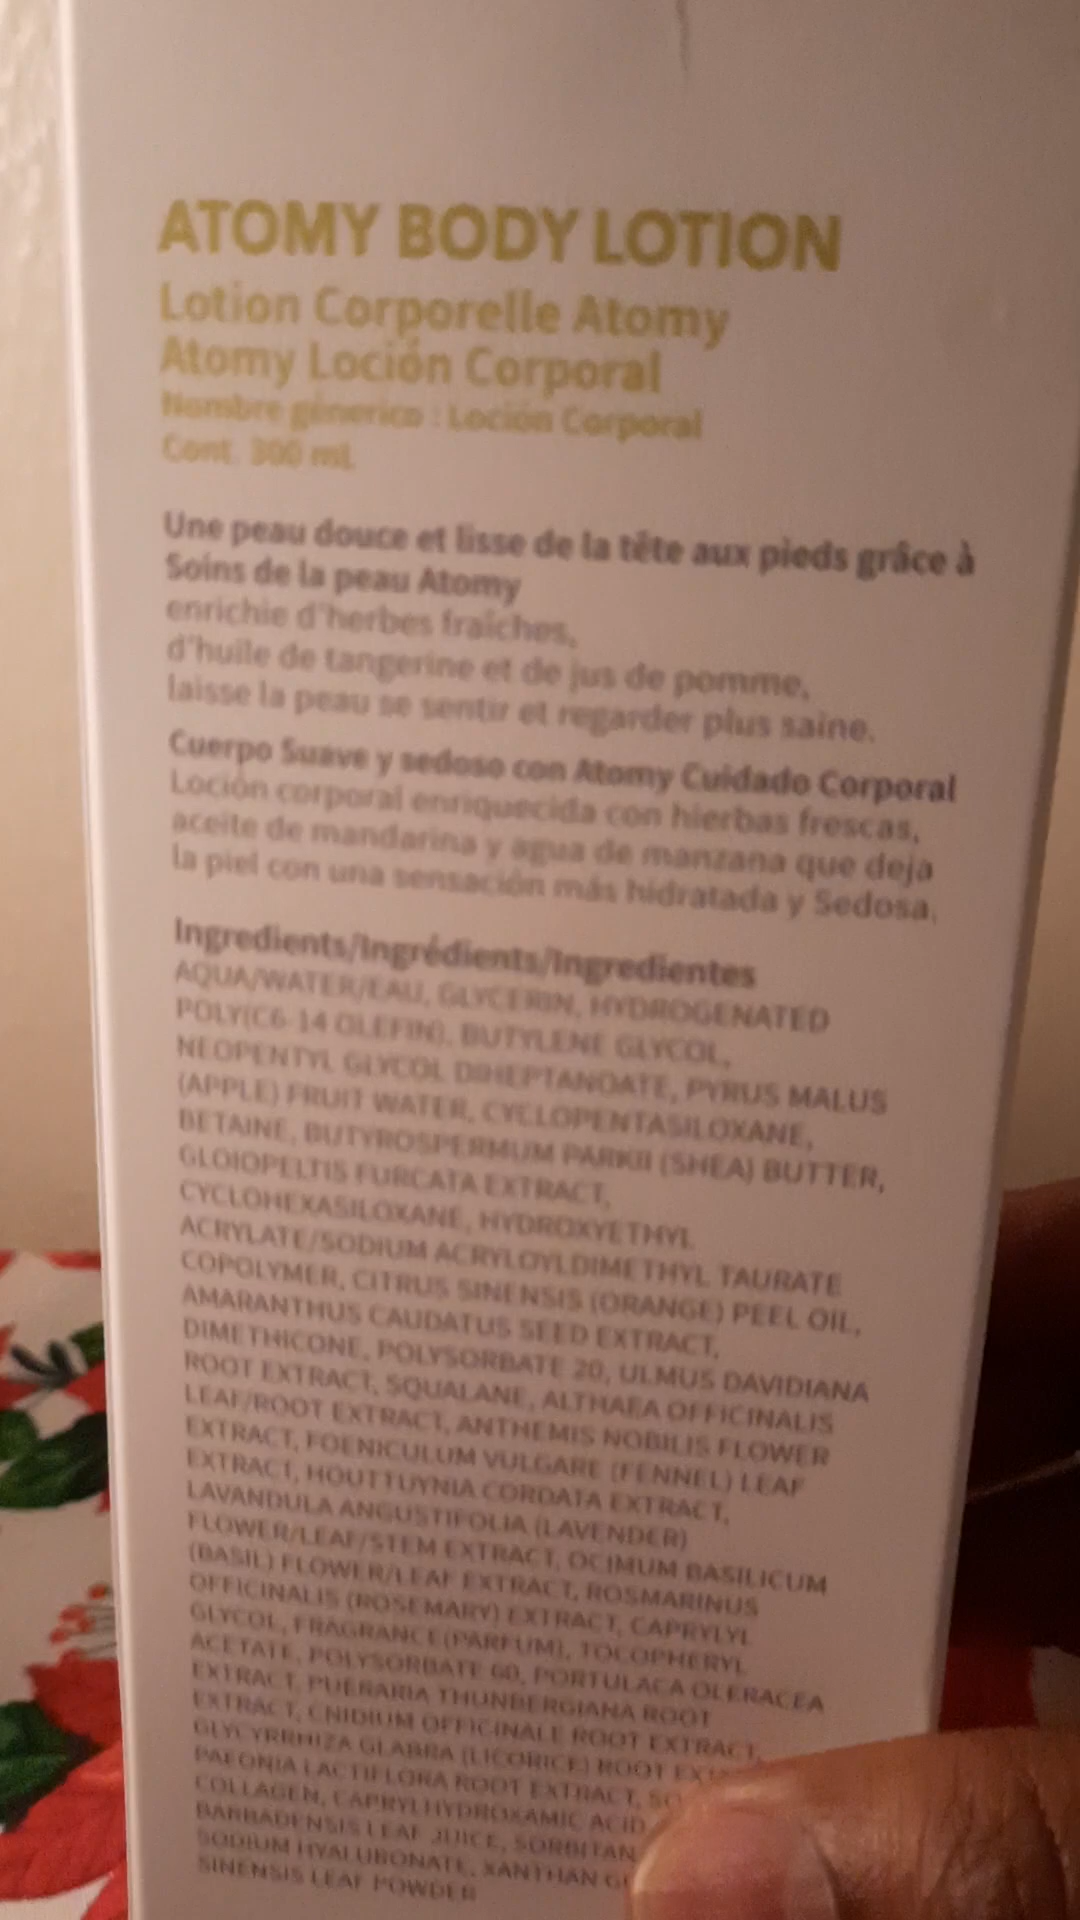 ATOMY BODY LOTION
Lotion Corporelle Atomy
Atomy Loción Corporal
Nombre génerico : Loción Corporal
Cont. 300 mL
Une peau douce et lisse de la tête aux pieds grâce à
Soins de la peau Atomy
enrichie d'herbes fraîches,
d'huile de tangerine et de jus de pomme,
laisse la peau se sentir et regarder plus saine.
Cuerpo Suave y sedoso con Atomy Cuidado Corporal
Loción corporal enriquecida con hierbas frescas,
aceite de mandarina y agua de manzana que deja
la piel con una sensación más hidratada y Sedosa.
Ingredients/Ingrédients/Ingredientes
AQUA/WATER/EAU, GLYCERIN, HYDROGENATED
POLY(C6-14 OLEFIN), BUTYLENE GLYCOL,
NEOPENTYL GLYCOL DIHEPTANOATE, PYRUS MALUS
(APPLE) FRUIT WATER, CYCLOPENTASILOXANE,
BETAINE, BUTYROSPERMUM PARKII (SHEA) BUTTER,
GLOIOPELTIS FURCATA EXTRACT,
CYCLOHEXASILOXANE, HYDROXYETHYL
ACRYLATE/SODIUM ACRYLOYLDIMETHYL TAURATE
COPOLYMER, CITRUS SINENSIS (ORANGE) PEEL OIL,
AMARANTHUS CAUDATUS SEED EXTRACT,
DIMETHICONE, POLYSORBATE 20, ULMUS DAVIDIANA
ROOT EXTRACT, SQUALANE, ALTHAEA OFFICINALIS
LEAF/ROOT EXTRACT, ANTHEMIS NOBILIS FLOWER
EXTRACT, FOENICULUM VULGARE (FENNEL) LEAF
EXTRACT, HOUTTUYNIA CORDATA EXTRACT,
LAVANDULA ANGUSTIFOLIA (LAVENDER)
FLOWER/LEAF/STEM EXTRACT, OCIMUM BASILICUM
(BASIL) FLOWER/LEAF EXTRACT, ROSMARINUS
OFFICINALIS (ROSEMARY) EXTRACT, CAPRYLYL
GLYCOL, FRAGRANCE(PARFUM), TOCOPHERYL
ACETATE, POLYSORBATE 60, PORTULACA OLERACEA
EXTRACT, PUERARIA THUNBERGIANA ROOT
EXTRACT, CNIDIUM OFFICINALE ROOT EXTRACT,
GLYCYRRHIZA GLABRA (LICORICE) ROOT
PAEONIA LACTIFLORA ROOT EXTRACT,
COLLAGEN, CAPRYLHYDROXAMIC ACID
BARBADENSIS LEAF JUICE, SORBITAN
SODIUM HYALURONATE, XANTHAN
SINENSIS LEAF POWDER